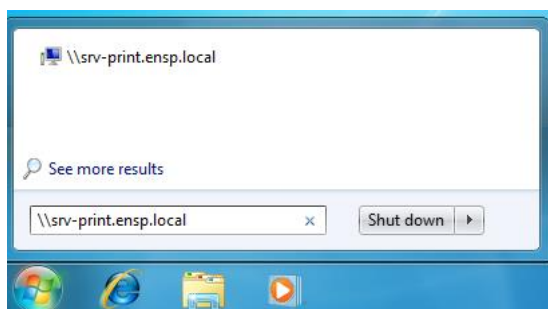 \\srv-print.ensp.local
See more results
\\srv-print.ensp.local
Shut down